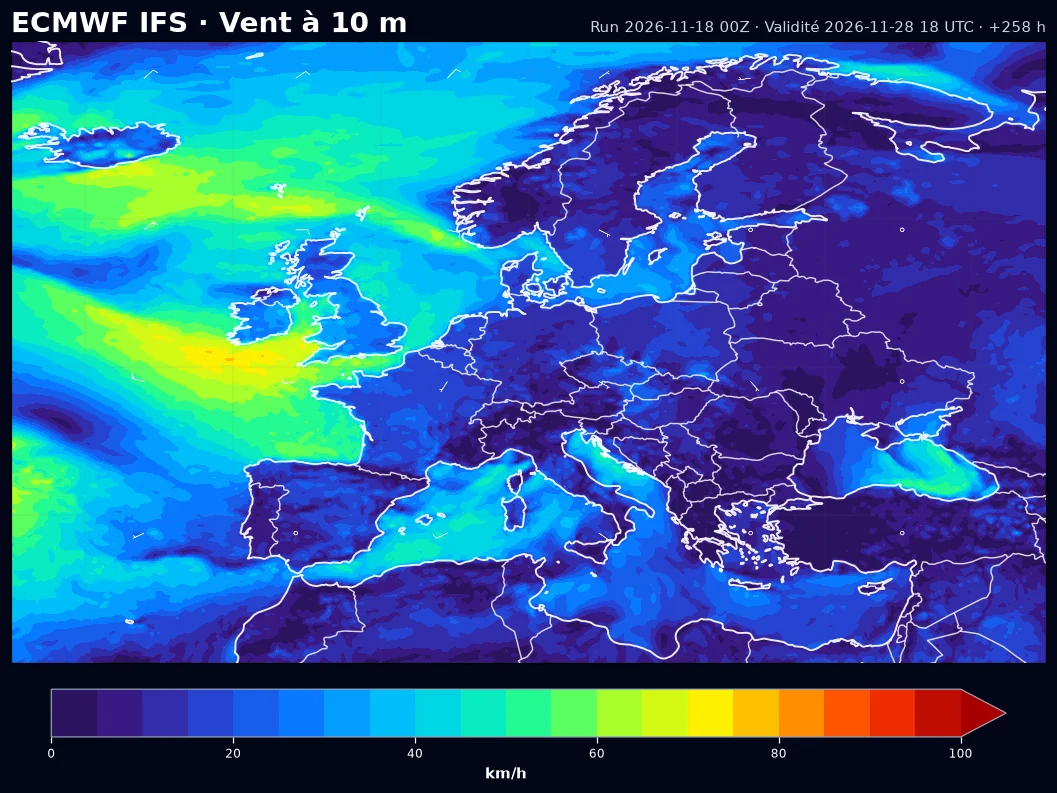 ECMWF IFS · Vent à 10 m
Run 2026-11-18 00Z · Validité 2026-11-28 18 UTC · +258 h
0 20 40 60 80 100
km/h